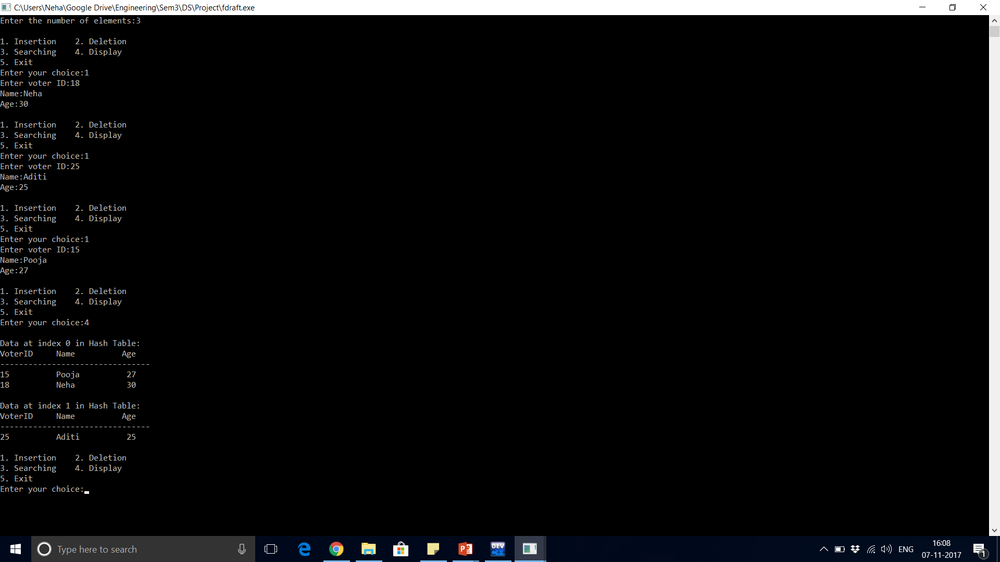 C:\Users\Neha\Google Drive\Engineering\Sem3\DS\Project\fdraft.exe
Enter the number of elements:3
1. Insertion    2. Deletion
3. Searching    4. Display
5. Exit
Enter your choice:1
Enter voter ID:18
Name:Neha
Age:30
1. Insertion    2. Deletion
3. Searching    4. Display
5. Exit
Enter your choice:1
Enter voter ID:25
Name:Aditi
Age:25
1. Insertion    2. Deletion
3. Searching    4. Display
5. Exit
Enter your choice:1
Enter voter ID:15
Name:Pooja
Age:27
1. Insertion    2. Deletion
3. Searching    4. Display
5. Exit
Enter your choice:4
Data at index 0 in Hash Table:
VoterID     Name          Age
--------------------------------
15          Pooja          27
18          Neha           30
Data at index 1 in Hash Table:
VoterID     Name          Age
--------------------------------
25          Aditi          25
1. Insertion    2. Deletion
3. Searching    4. Display
5. Exit
Enter your choice:
Type here to search
P
DEV
C++
ENG
16:08
07-11-2017
1